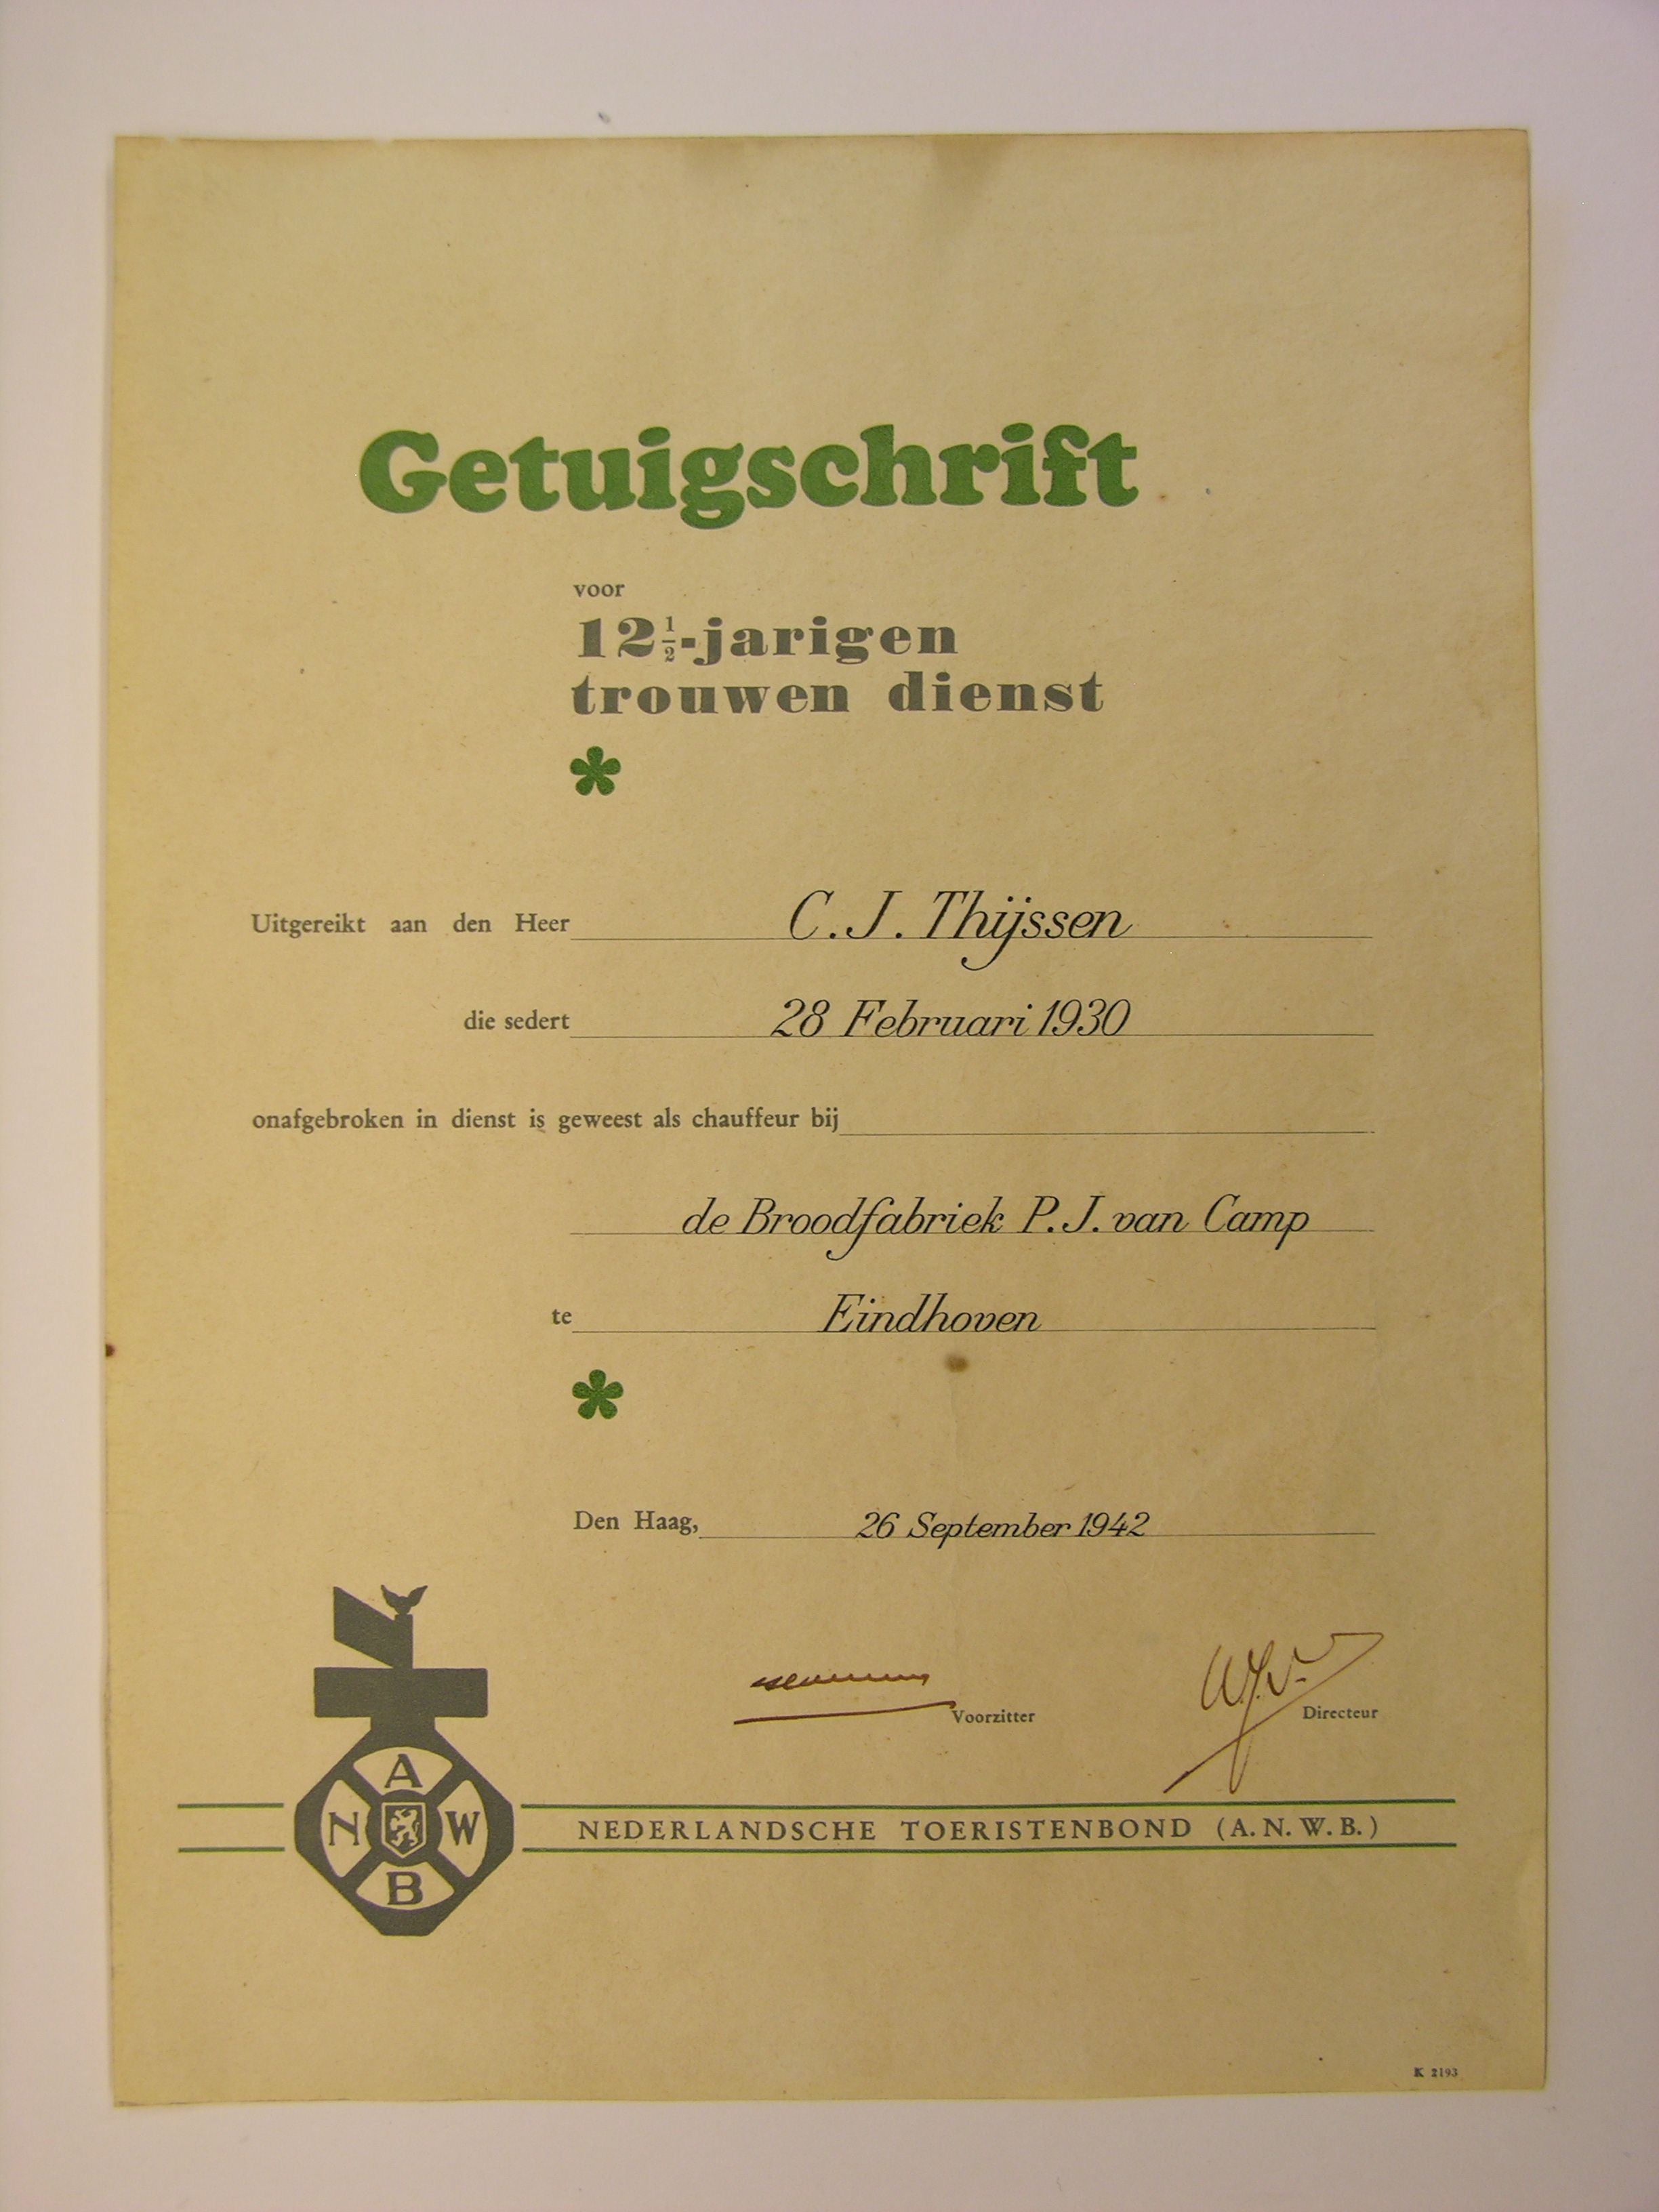 Getuigschrift
voor
12½-jarigen
trouwen dienst
Uitgereikt aan den Heer C. J. Thijssen
die sedert 28 Februari 1930
onafgebroken in dienst is geweest als chauffeur bij
de Broodfabriek P. J. van Camp
te Eindhoven
Den Haag, 26 September 1942
Voorzitter Directeur
A
N W
B
NEDERLANDSCHE TOERISTENBOND (A. N. W. B.)
K 2193